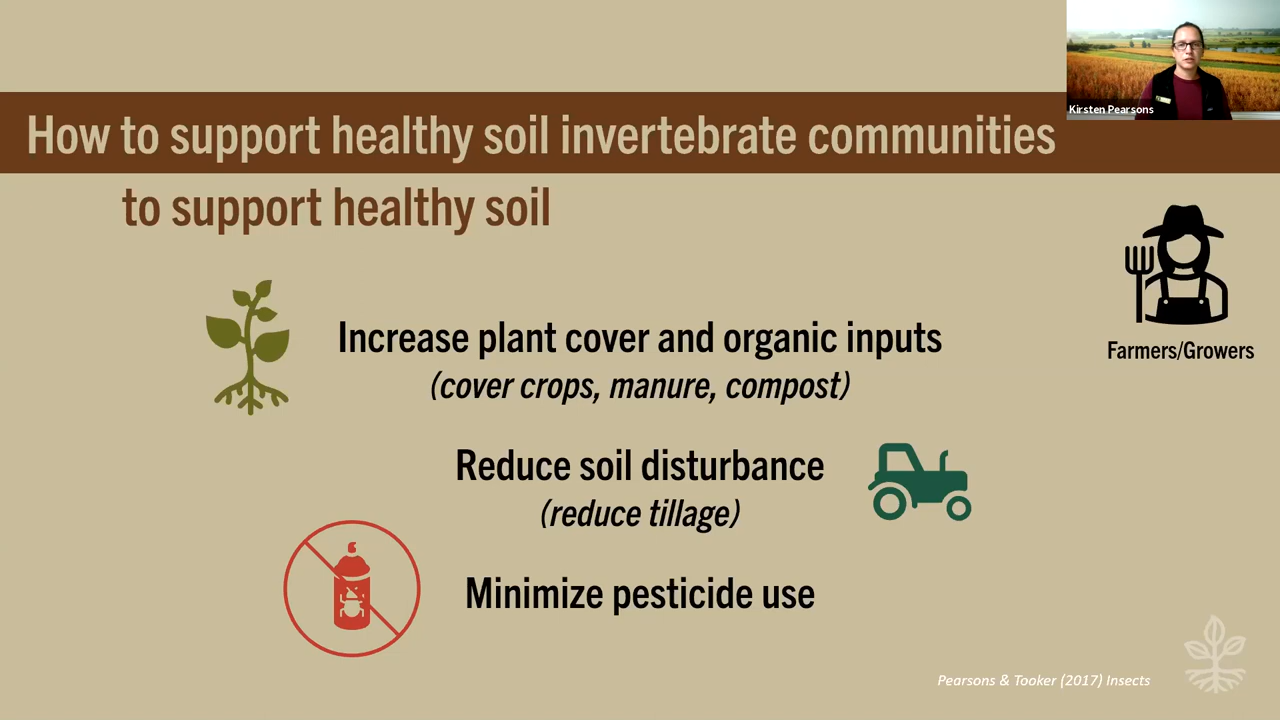 Kirsten Pearsons
How to support healthy soil invertebrate communities
to support healthy soil
Farmers/Growers
Increase plant cover and organic inputs
(cover crops, manure, compost)
Reduce soil disturbance
(reduce tillage)
Minimize pesticide use
Pearsons & Tooker (2017) Insects